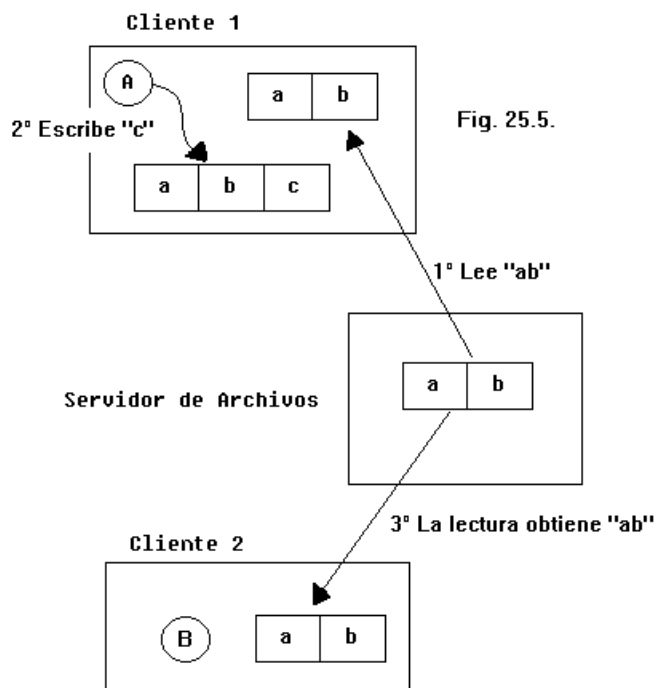 Cliente 1
A
a b
2° Escribe "c"
Fig. 25.5.
a b c
1° Lee "ab"
a b
Servidor de Archivos
3° La lectura obtiene "ab"
Cliente 2
B
a b